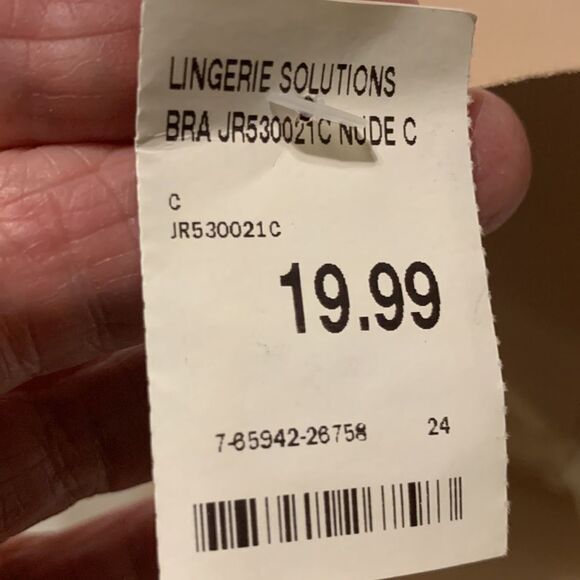 LINGERIE SOLUTIONS
BRA JR530021C NUDE C
C
JR530021C
19.99
7-65942-26758 24